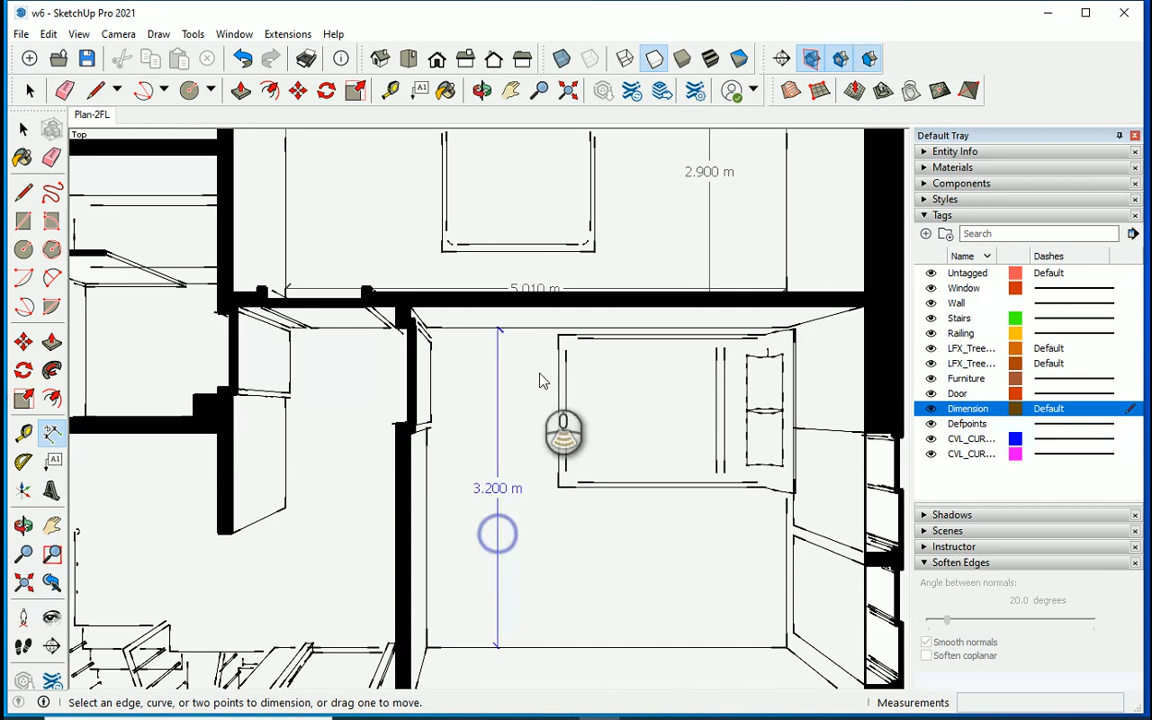 w6 - SketchUp Pro 2021
File Edit View Camera Draw Tools Window Extensions Help
A1
Plan-2FL
Top
2.900 m
5.010 m
3.200 m
A1
Default Tray
Entity Info
Materials
Components
Styles
Tags
Search
Name Dashes
Untagged Default
Window
Wall
Stairs
Railing
LFX_Tree... Default
LFX_Tree... Default
Furniture
Door
Dimension Default
Defpoints
CVL_CUR...
CVL_CUR...
Shadows
Scenes
Instructor
Soften Edges
Angle between normals:
20.0 degrees
Smooth normals
Soften coplanar
Select an edge, curve, or two points to dimension, or drag one to move.
Measurements